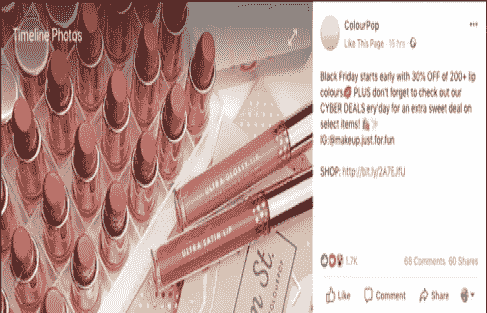 Timeline Photos
ColourPop
Like This Page · 16 hrs ·
Black Friday starts early with 30% OFF of 200+ lip
colours💋 PLUS don't forget to check out our
CYBER DEALS ery'day for an extra sweet deal on
select items!
IG:@makeup.just.for.fun
SHOP: http://bit.ly/2A7EJfU
ULTRA GLOSSY LIP
ULTRA SATIN LIP
n St.
COLOURPOP
1.7K
68 Comments 60 Shares
Like Comment Share